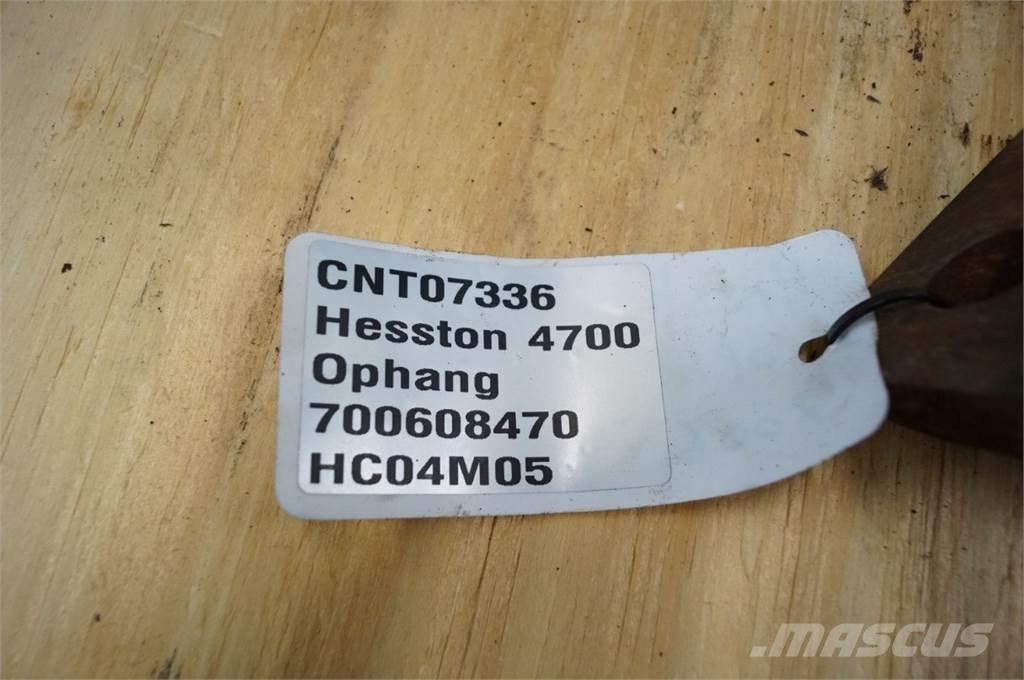 CNT07336
Hesston 4700
Ophang
700608470
HC04M05
MASCUS